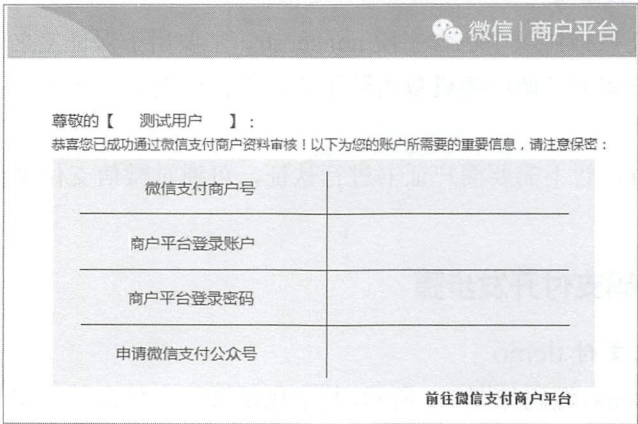 微信|商户平台
尊敬的【 测试用户 】:
恭喜您已成功通过微信支付商户资料审核!以下为您的账户所需要的重要信息,请注意保密:
微信支付商户号
商户平台登录账户
商户平台登录密码
申请微信支付公众号
前往微信支付商户平台